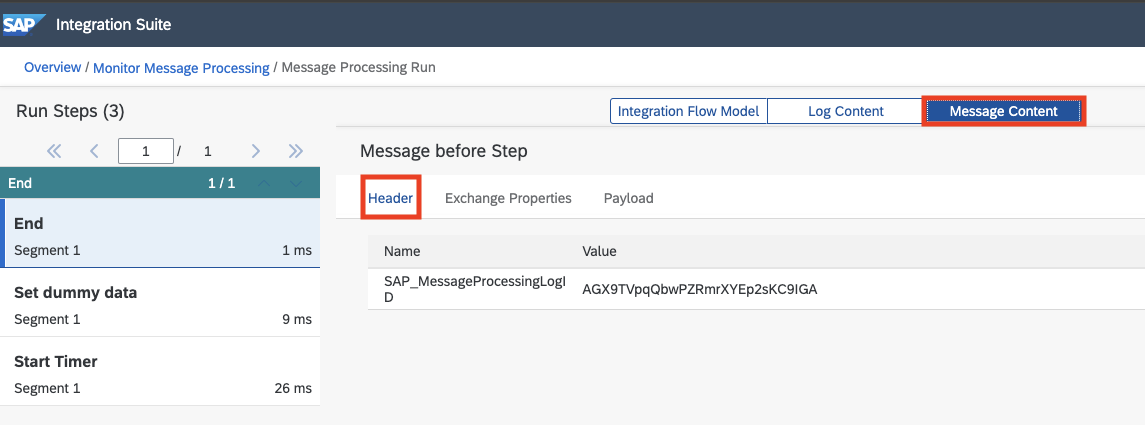 SAP Integration Suite
Overview / Monitor Message Processing / Message Processing Run
Run Steps (3)
Integration Flow Model
Log Content
Message Content
1 / 1
End 1 / 1
End
Segment 1 1 ms
Set dummy data
Segment 1 9 ms
Start Timer
Segment 1 26 ms
Message before Step
Header Exchange Properties Payload
Name Value
SAP_MessageProcessingLogI
D
AGX9TVpqQbwPZRmrXYEp2sKC9IGA